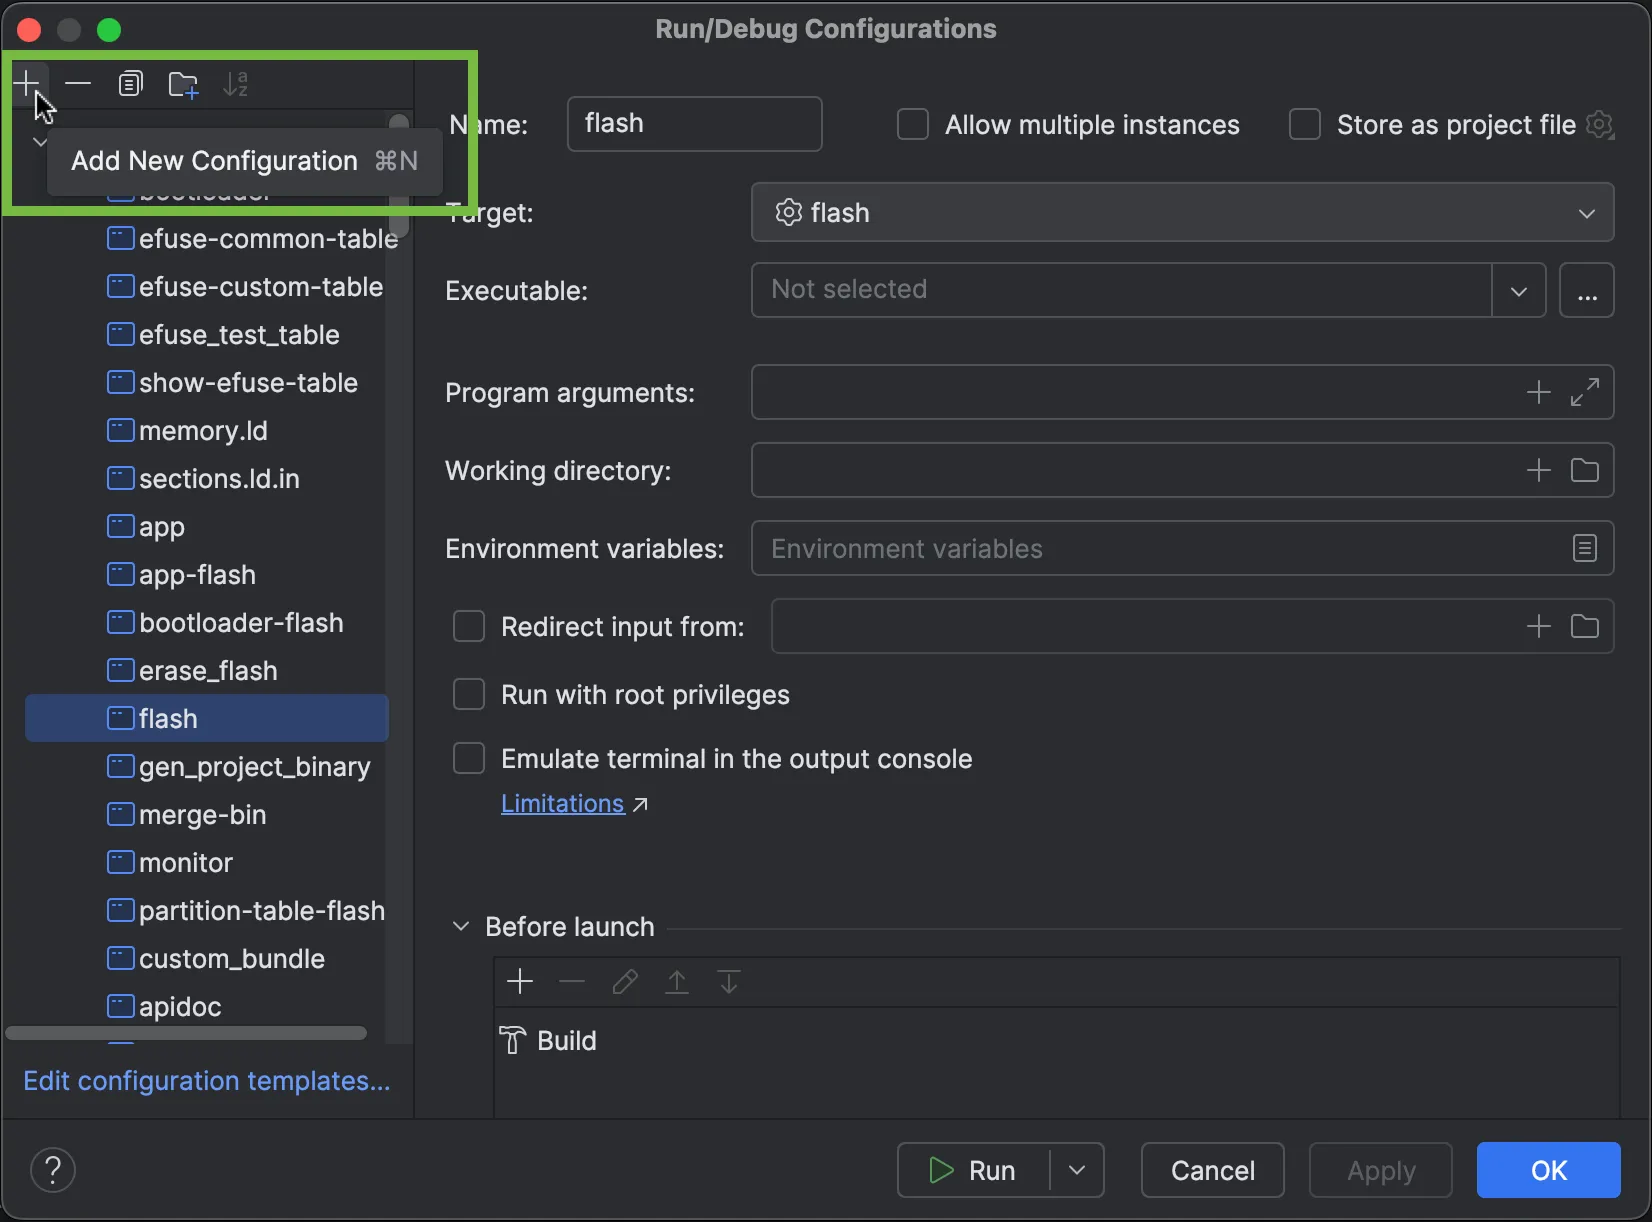 Run/Debug Configurations
Add New Configuration ⌘N
bootloader
efuse-common-table
efuse-custom-table
efuse_test_table
show-efuse-table
memory.ld
sections.ld.in
app
app-flash
bootloader-flash
erase_flash
flash
gen_project_binary
merge-bin
monitor
partition-table-flash
custom_bundle
apidoc
Edit configuration templates...
Name: flash
Allow multiple instances
Store as project file
Target: flash
Executable: Not selected ...
Program arguments:
Working directory:
Environment variables: Environment variables
Redirect input from:
Run with root privileges
Emulate terminal in the output console
Limitations ↗
Before launch
Build
? Run Cancel Apply OK